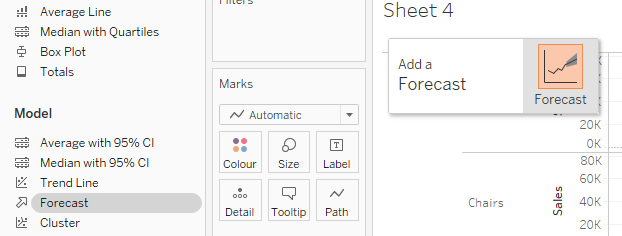 Average Line
Median with Quartiles
Box Plot
Totals
Model
Average with 95% CI
Median with 95% CI
Trend Line
Forecast
Cluster
Filters
Marks
Automatic
Colour
Size
Label
Detail
Tooltip
Path
Sheet 4
Add a
Forecast
Forecast
20K
0K
80K
60K
40K
20K
Chairs
Sales